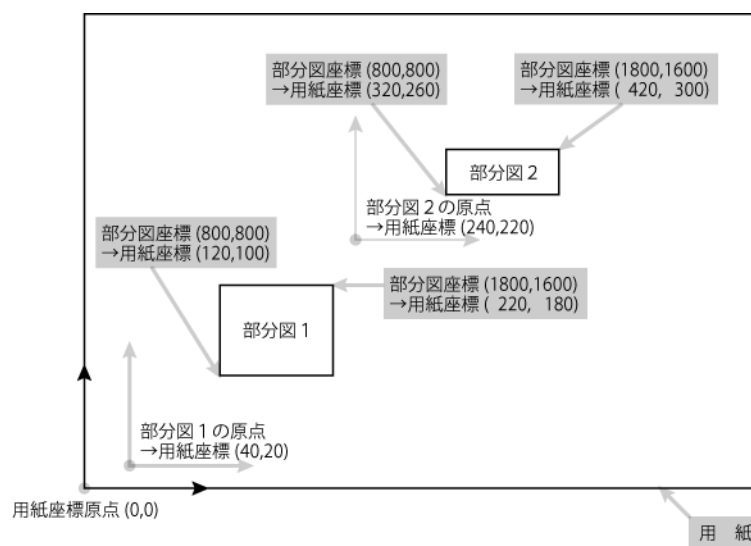 部分図座標 (800,800)
→用紙座標 (320,260)
部分図座標 (1800,1600)
→用紙座標 ( 420, 300)
部分図2
部分図2の原点
→用紙座標 (240,220)
部分図座標 (800,800)
→用紙座標 (120,100)
部分図座標 (1800,1600)
→用紙座標 ( 220, 180)
部分図1
部分図1の原点
→用紙座標 (40,20)
用紙座標原点 (0,0)
用 紙